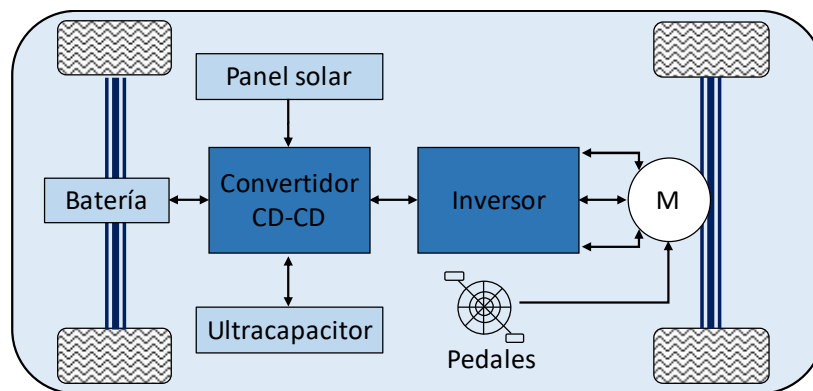 Panel solar
Batería
Convertidor
CD-CD
Inversor
M
Ultracapacitor
Pedales